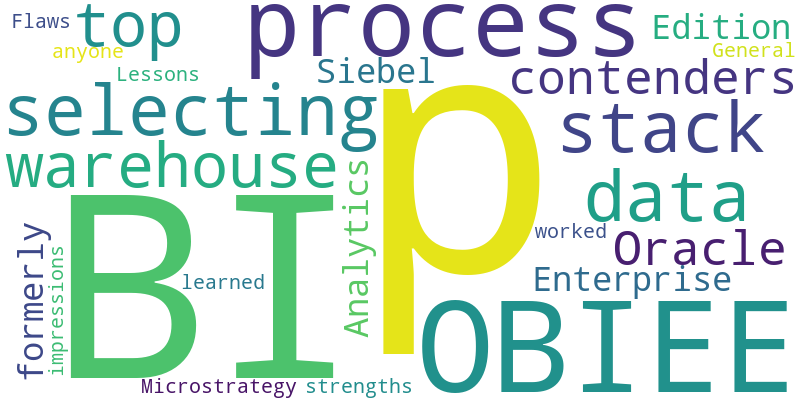 Flaws
top
process
Edition
anyone
General
Lessons
Siebel
contenders
selecting
p
stack
warehouse
Analytics
data
BI
formerly
impressions
learned
worked
Oracle
Enterprise
OBIEE
Microstrategy
strengths